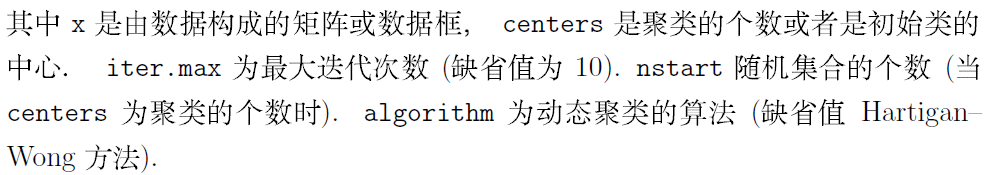 其中 x 是由数据构成的矩阵或数据框, centers 是聚类的个数或者是初始类的
中心. iter.max 为最大迭代次数 (缺省值为 10). nstart 随机集合的个数 (当
centers 为聚类的个数时). algorithm 为动态聚类的算法 (缺省值 Hartigan–
Wong 方法).